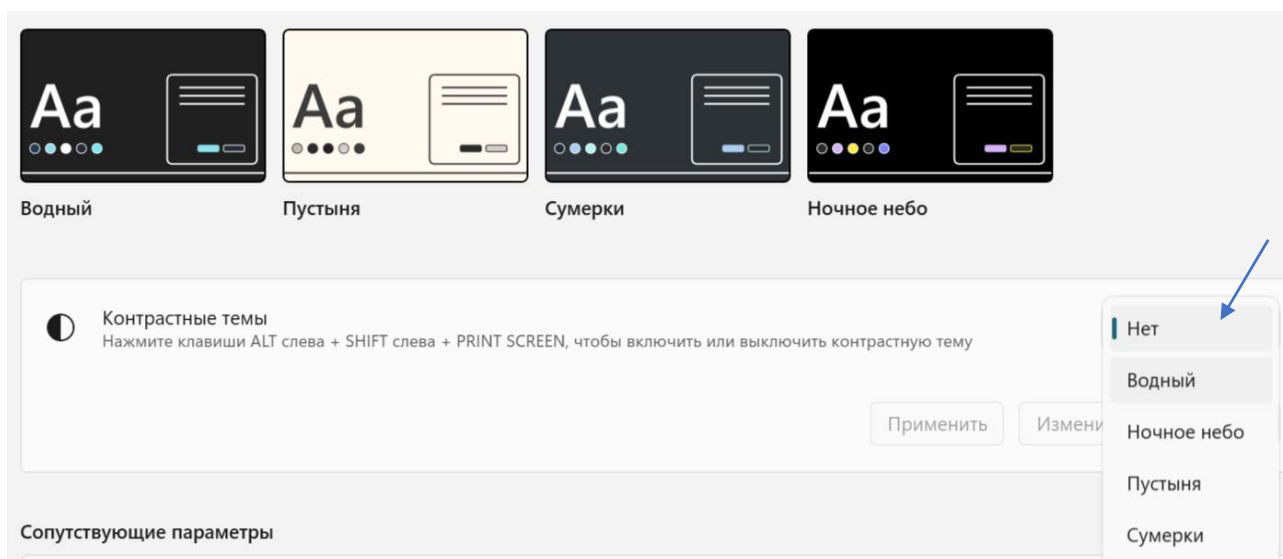 Aa
Aa
Aa
Aa
Водный
Пустыня
Сумерки
Ночное небо
Контрастные темы
Нажмите клавиши ALT слева + SHIFT слева + PRINT SCREEN, чтобы включить или выключить контрастную тему
Применить
Нет
Водный
Ночное небо
Пустыня
Сумерки
Сопутствующие параметры